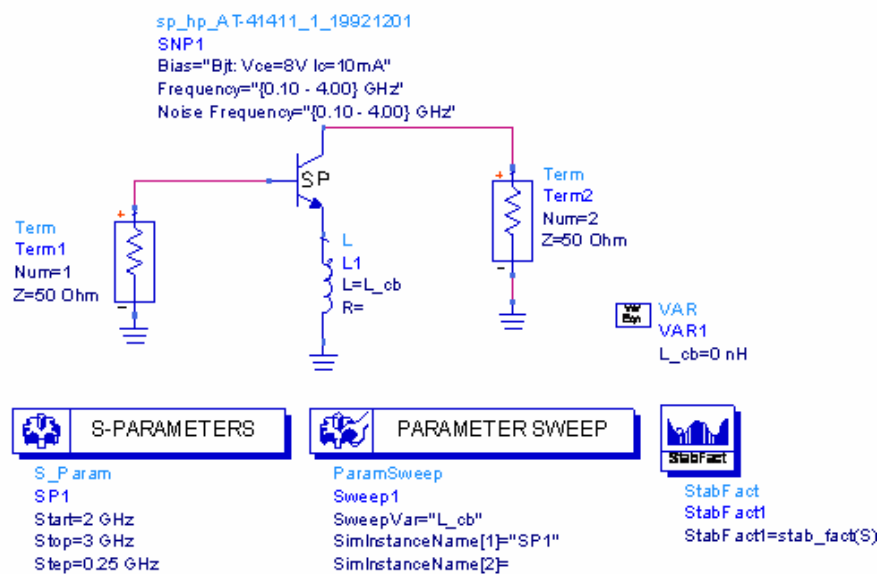 sp_hp_AT-41411_1_19921201
SNP1
Bias="Bjt: Vce=8V Ic=10mA"
Frequency="{0.10 - 4.00} GHz"
Noise Frequency="{0.10 - 4.00} GHz"
SP
+
Term
Term1
Num=1
Z=50 Ohm
-
L
L1
L=L_cb
R=
+
Term
Term2
Num=2
Z=50 Ohm
-
Var
Eqn
VAR
VAR1
L_cb=0 nH
S-PARAMETERS
S_Param
SP1
Start=2 GHz
Stop=3 GHz
Step=0.25 GHz
PARAMETER SWEEP
ParamSweep
Sweep1
SweepVar="L_cb"
SimInstanceName[1]="SP1"
SimInstanceName[2]=
StabFact
StabFact
StabFact1
StabFact1=stab_fact(S)